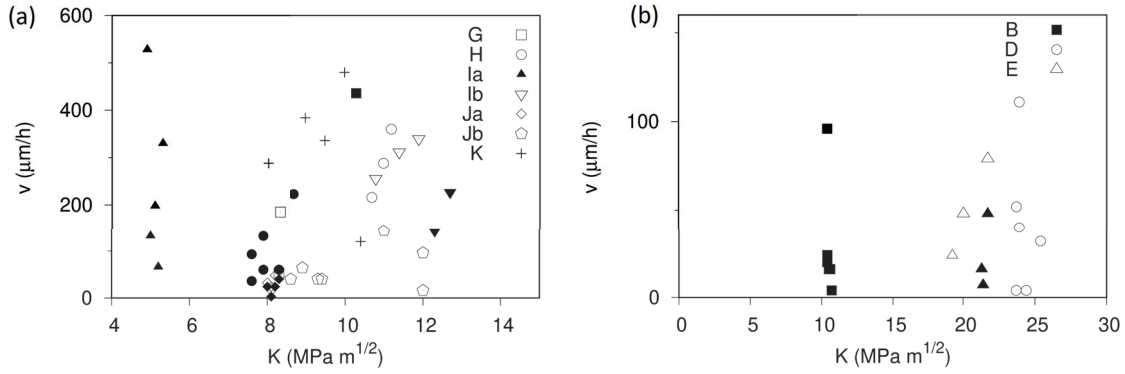 (a)
600
400
200
0
v (μm/h)
4
6
8
10
12
14
K (MPa m1/2)
G
H
Ia
Ib
Ja
Jb
K
(b)
100
0
v (μm/h)
0
5
10
15
20
25
30
K (MPa m1/2)
B
D
E